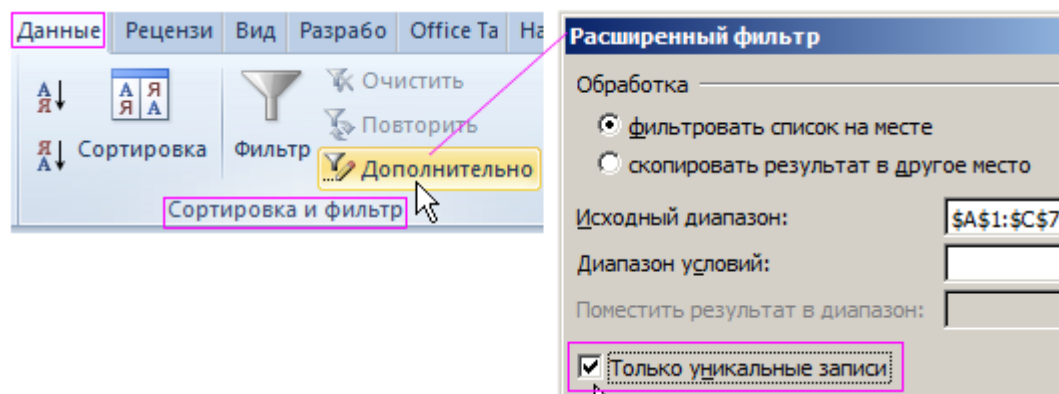 Данные Рецензи Вид Разрабо Office Ta На
А Я Очистить
А Я Я А Повторить
Я А Сортировка Фильтр
Дополнительно
Сортировка и фильтр
Расширенный фильтр
Обработка
фильтровать список на месте
скопировать результат в другое место
Исходный диапазон: $A$1:$C$7
Диапазон условий:
Поместить результат в диапазон:
Только уникальные записи